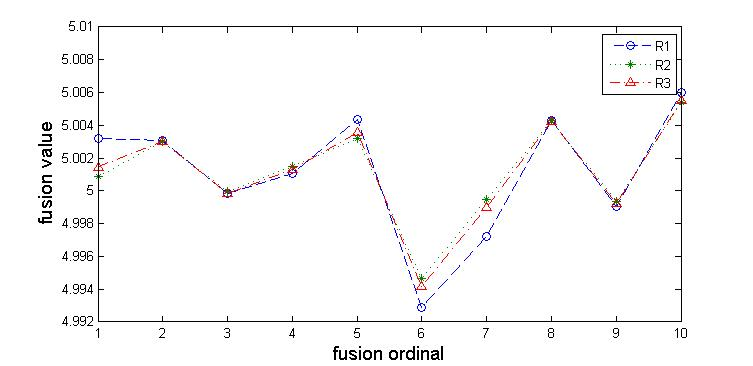 5.01
5.008
5.006
5.004
5.002
5
4.998
4.996
4.994
4.992
fusion value
R1
R2
R3
1 2 3 4 5 6 7 8 9 10
fusion ordinal